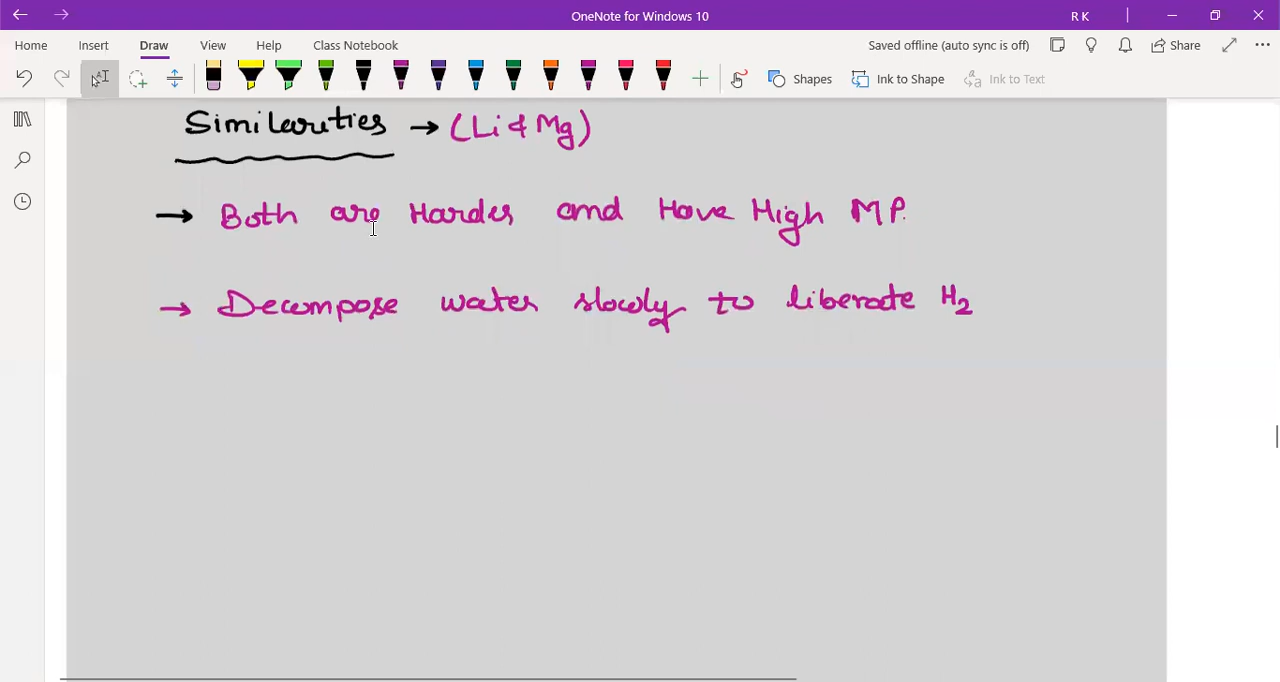 OneNote for Windows 10
R K
Home Insert Draw View Help Class Notebook
Saved offline (auto sync is off) Share
Shapes Ink to Shape Ink to Text
Similarities → (Li & Mg)
→ Both are Harder and Have High MP.
→ Decompose water slowly to liberate H₂